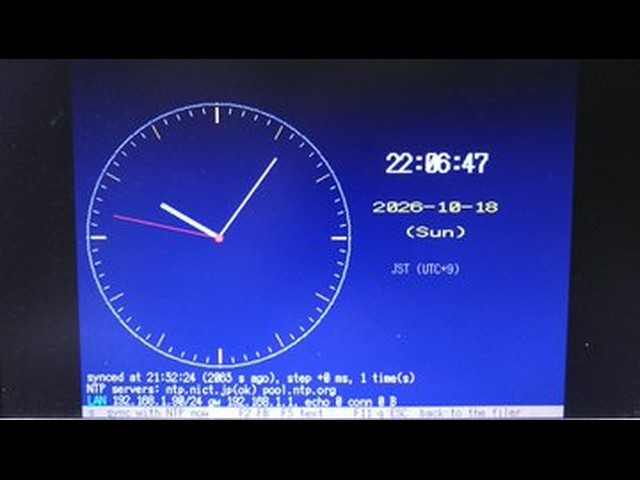 22:06:47
2026-10-18
(Sun)
JST (UTC+9)
synced at 21:32:24 (2063 s ago), step +0 ms, 1 time(s)
NTP servers: ntp.nict.jp(ok) pool.ntp.org
LAN 192.168.1.90/24 gw 192.168.1.1, echo 0 conn 0 B
s sync with NTP now F2 FB F5 text F11 q ESC back to the filer